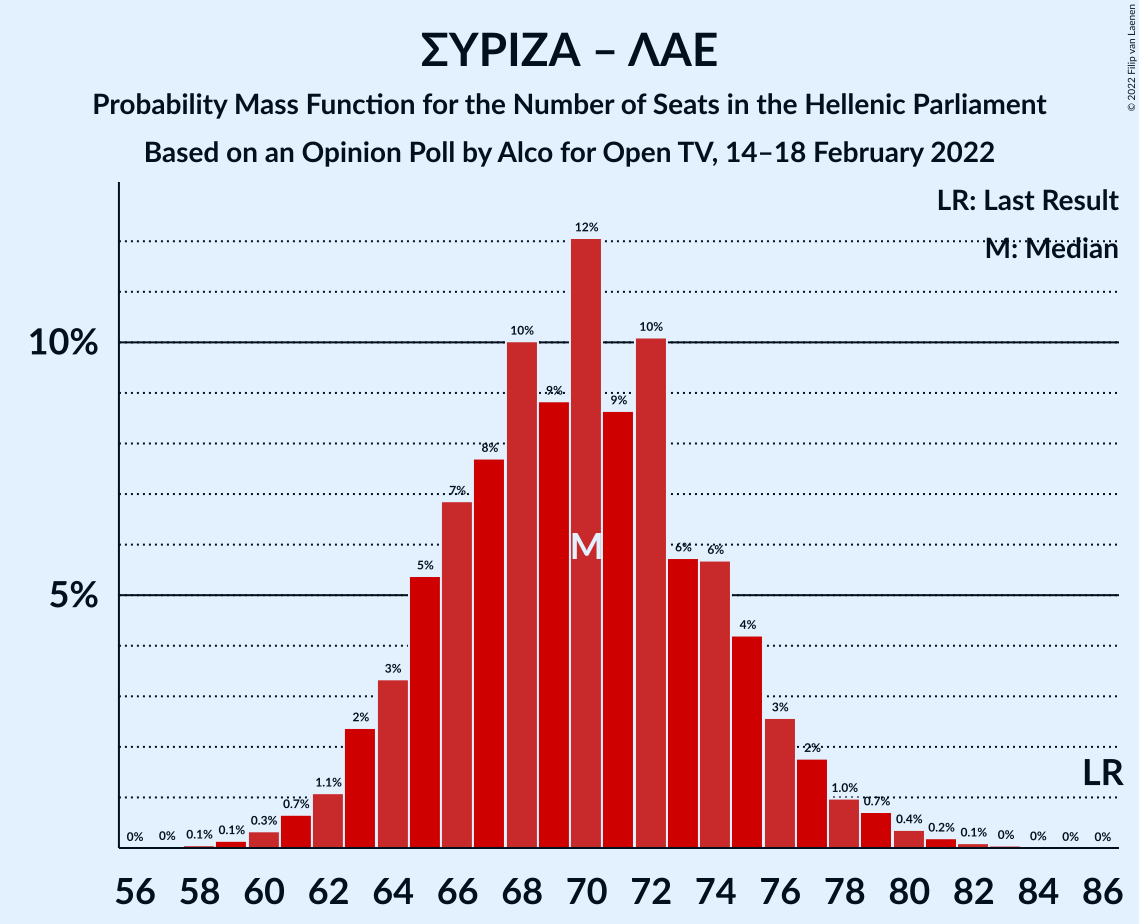 ΣΥΡΙΖΑ – ΛΑΕ
Probability Mass Function for the Number of Seats in the Hellenic Parliament
Based on an Opinion Poll by Alco for Open TV, 14–18 February 2022
© 2022 Filip van Laenen
LR: Last Result
M: Median
10%
5%
0% 0% 0.1% 0.1% 0.3% 0.7% 1.1% 2% 3% 5% 7% 8% 10% 9% 12% 9% 10% 6% 6% 4% 3% 2% 1.0% 0.7% 0.4% 0.2% 0.1% 0% 0% 0% 0%
M
LR
56 58 60 62 64 66 68 70 72 74 76 78 80 82 84 86